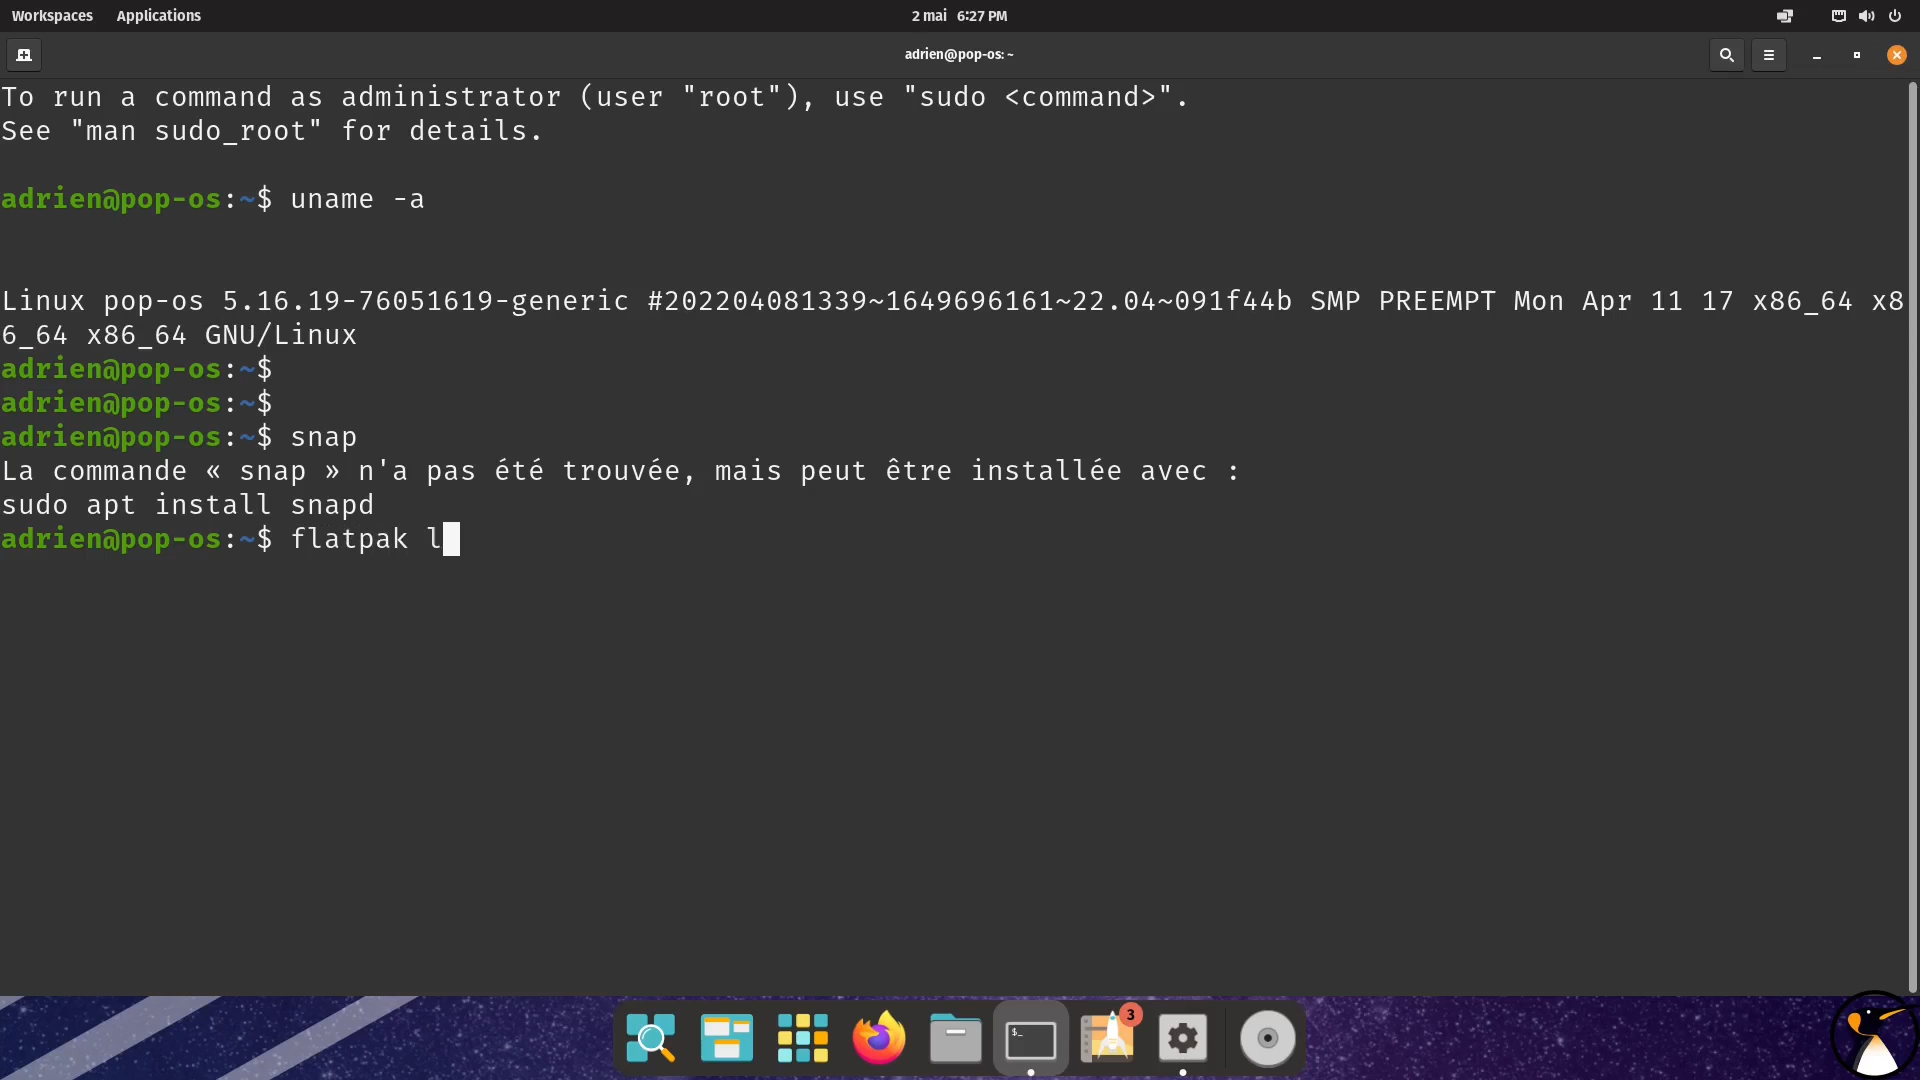 Workspaces Applications 2 mai 6:27 PM
adrien@pop-os: ~
To run a command as administrator (user "root"), use "sudo <command>".
See "man sudo_root" for details.
adrien@pop-os:~$ uname -a
Linux pop-os 5.16.19-76051619-generic #202204081339~1649696161~22.04~091f44b SMP PREEMPT Mon Apr 11 17 x86_64 x8
6_64 x86_64 GNU/Linux
adrien@pop-os:~$
adrien@pop-os:~$
adrien@pop-os:~$ snap
La commande « snap » n'a pas été trouvée, mais peut être installée avec :
sudo apt install snapd
adrien@pop-os:~$ flatpak l
$_
3